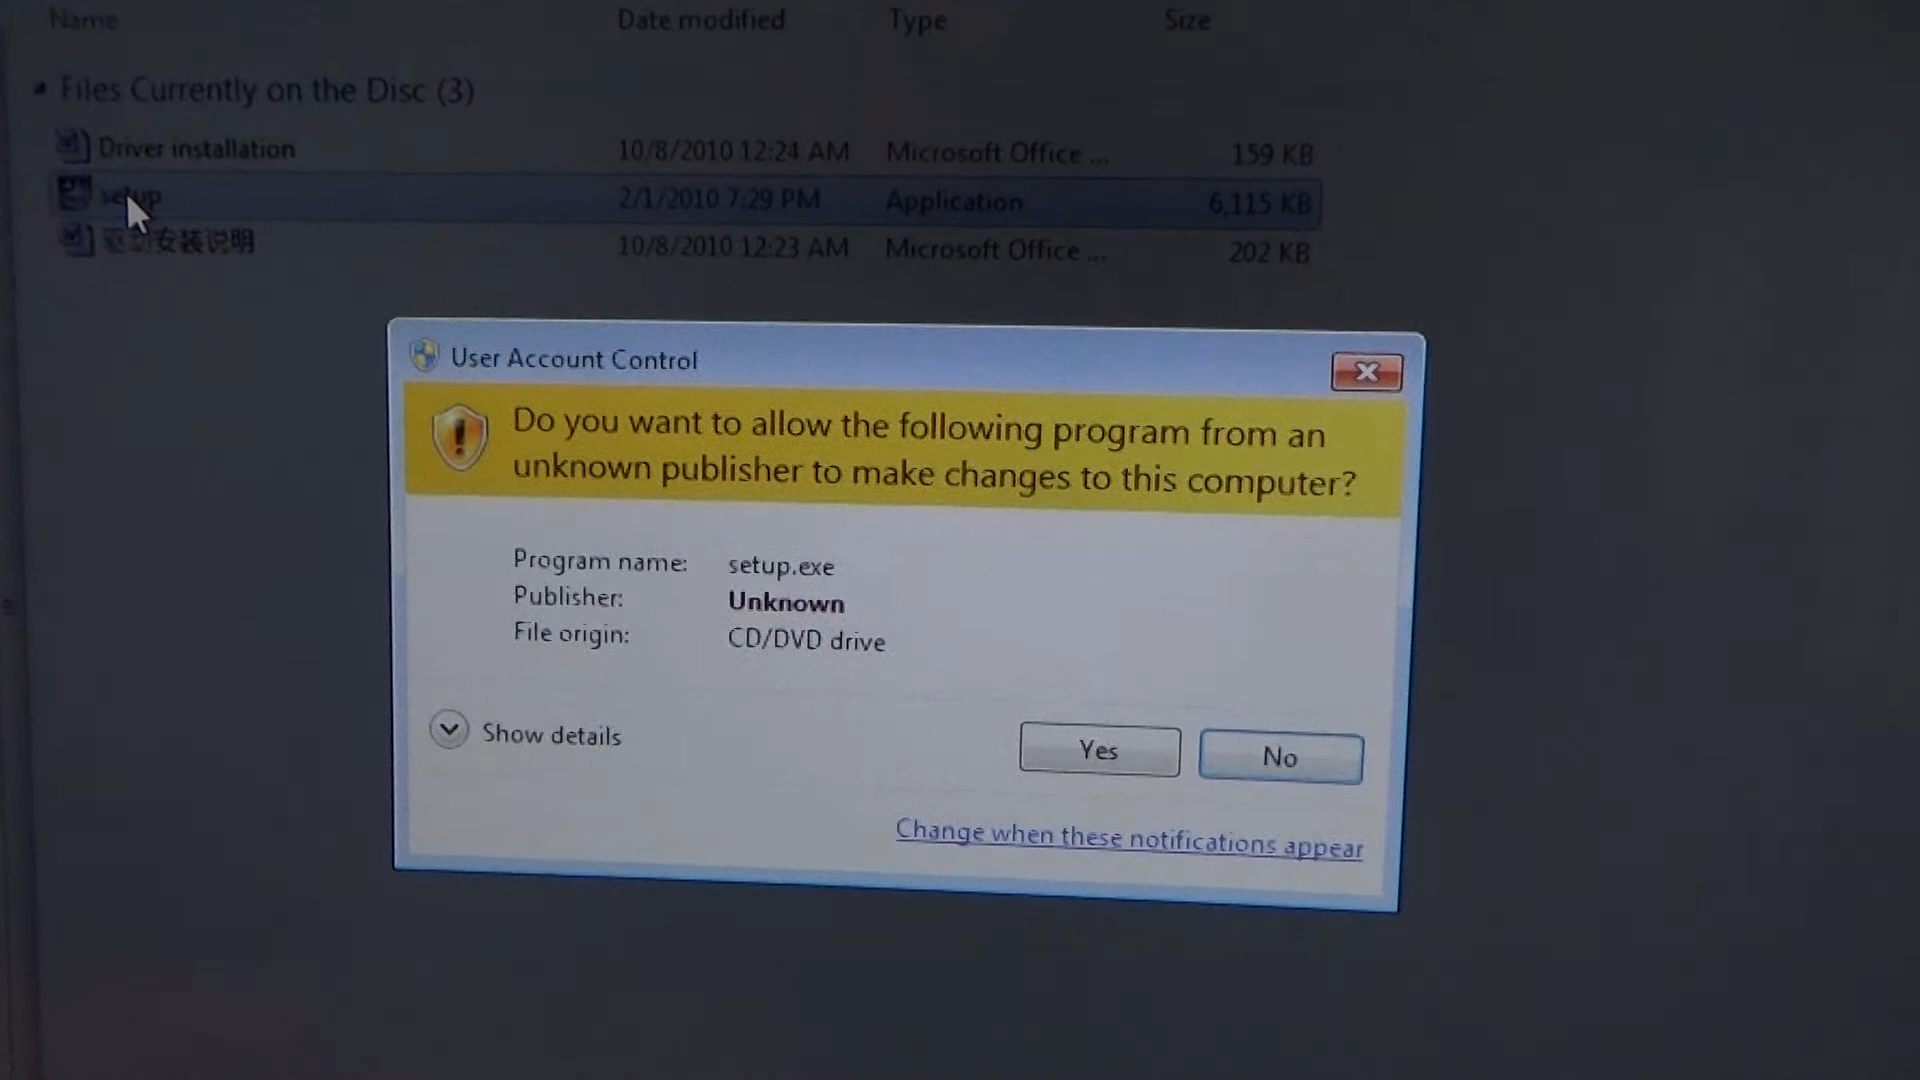 Name Date modified Type Size
Files Currently on the Disc (3)
Driver installation 10/8/2010 12:24 AM Microsoft Office ... 159 KB
setup 2/1/2010 7:29 PM Application 6,115 KB
驱动安装说明 10/8/2010 12:23 AM Microsoft Office ... 202 KB
User Account Control
Do you want to allow the following program from an
unknown publisher to make changes to this computer?
Program name: setup.exe
Publisher: Unknown
File origin: CD/DVD drive
Show details
Yes No
Change when these notifications appear